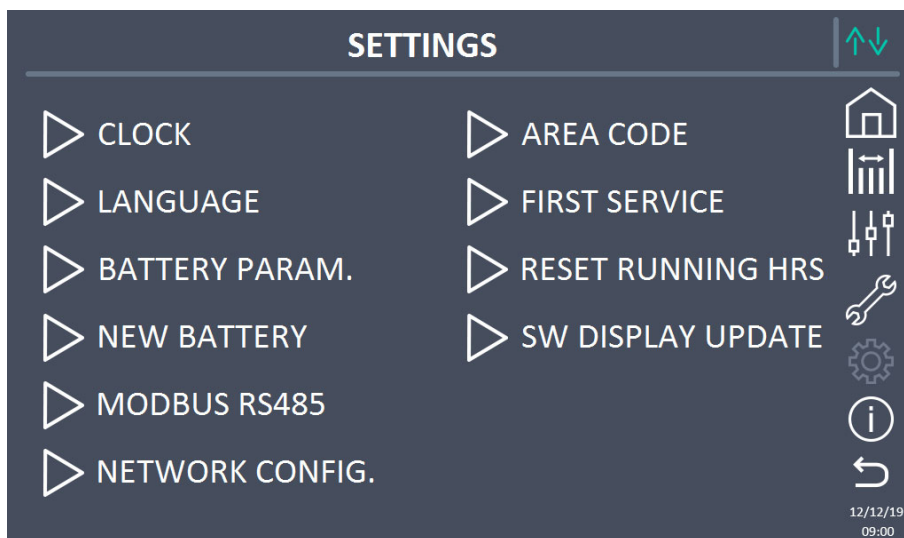 SETTINGS
CLOCK
LANGUAGE
BATTERY PARAM.
NEW BATTERY
MODBUS RS485
NETWORK CONFIG.
AREA CODE
FIRST SERVICE
RESET RUNNING HRS
SW DISPLAY UPDATE
12/12/19
09:00